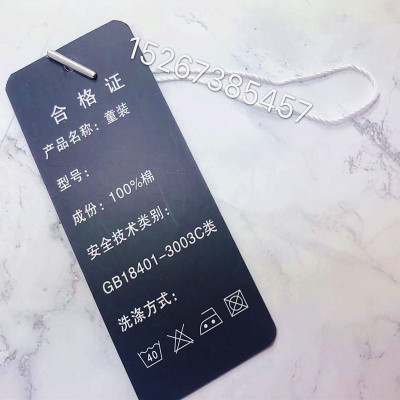 15267385457
合格证
产品名称：童装
型号：
成份：100%棉
安全技术类别：
GB18401-3003C类
洗涤方式：
40